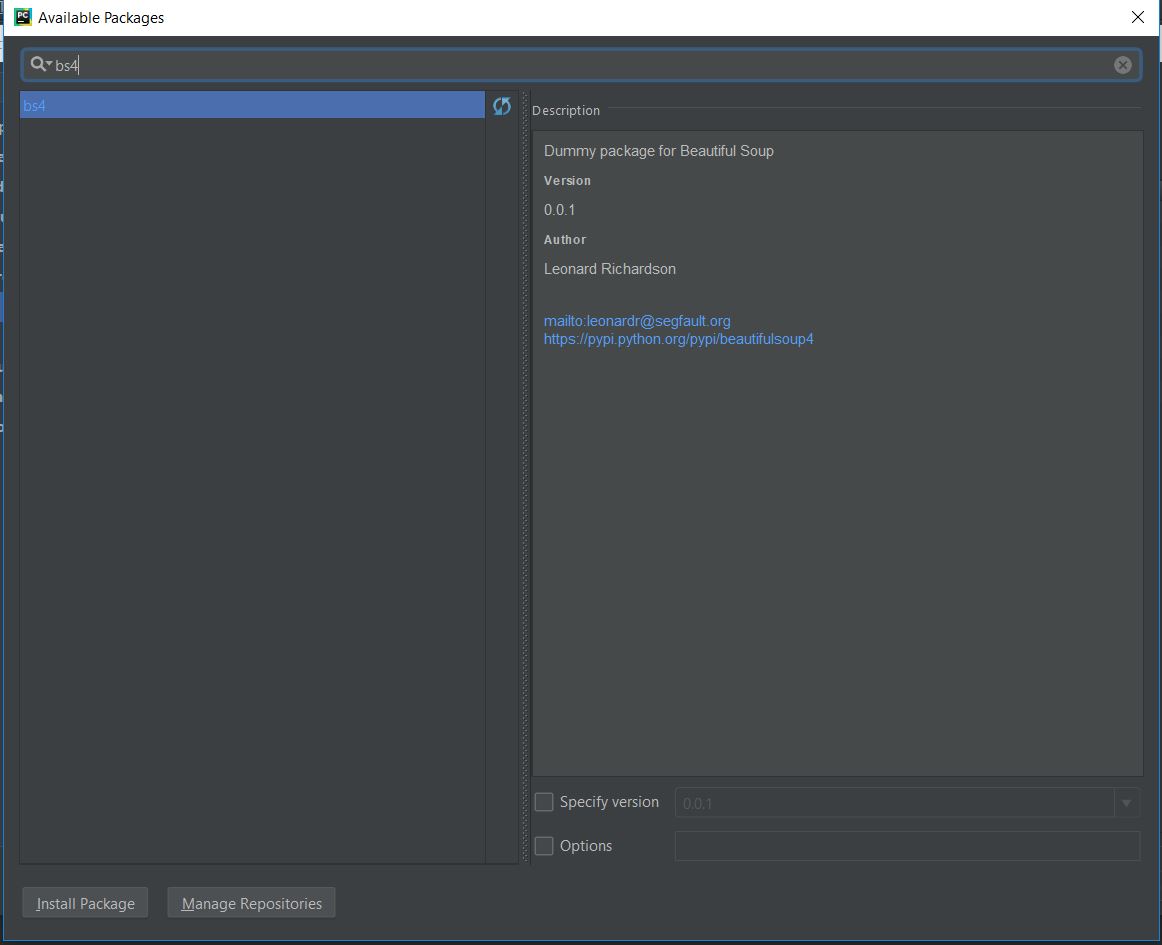 PC
Available Packages
bs4
bs4
Description
Dummy package for Beautiful Soup
Version
0.0.1
Author
Leonard Richardson
mailto:leonardr@segfault.org
https://pypi.python.org/pypi/beautifulsoup4
Specify version
0.0.1
Options
Install Package
Manage Repositories